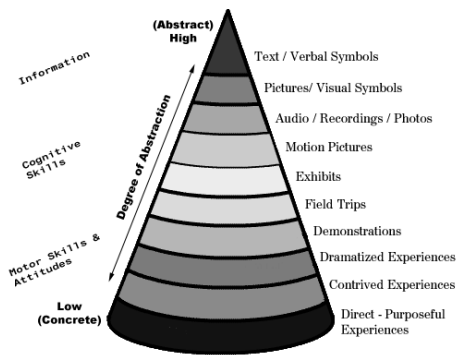 (Abstract)
High
Text / Verbal Symbols
Information
Pictures/ Visual Symbols
Audio / Recordings / Photos
Motion Pictures
Cognitive
Skills
Degree of Abstraction
Exhibits
Field Trips
Demonstrations
Motor Skills &
Attitudes
Dramatized Experiences
Contrived Experiences
Low
(Concrete)
Direct - Purposeful
Experiences